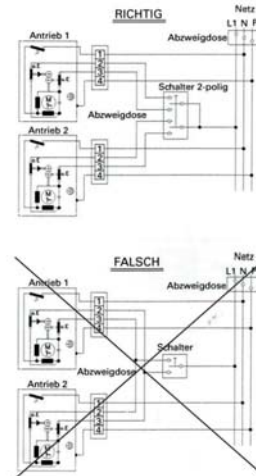 RICHTIG
Netz
Antrieb 1
Abzweigdose
L1 N P
1
2
3
4
Schalter 2-polig
Antrieb 2
Abzweigdose
1
2
3
4
FALSCH
Netz
Antrieb 1
Abzweigdose
L1 N P
1
2
3
4
Schalter
Abzweigdose
Antrieb 2
1
2
3
4